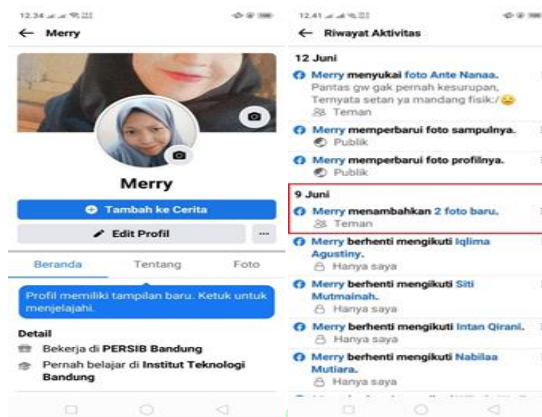 12.34
← Merry
Merry
Tambah ke Cerita
Edit Profil
Beranda Tentang Foto
Profil memiliki tampilan baru. Ketuk untuk
menjelajahi.
Detail
Bekerja di PERSIB Bandung
Pernah belajar di Institut Teknologi
Bandung
12.41
← Riwayat Aktivitas
12 Juni
Merry menyukai foto Ante Nanaa.
Pantas gw gak pernah kesurupan,
Ternyata setan ya mandang fisik:/
Teman
Merry memperbarui foto sampulnya.
Publik
Merry memperbarui foto profilnya.
Publik
9 Juni
Merry menambahkan 2 foto baru.
Teman
Merry berhenti mengikuti Iqlima
Agustiny.
Hanya saya
Merry berhenti mengikuti Siti
Mutmainah.
Hanya saya
Merry berhenti mengikuti Intan Qirani.
Hanya saya
Merry berhenti mengikuti Nabilaa
Mutiara.
Hanya saya